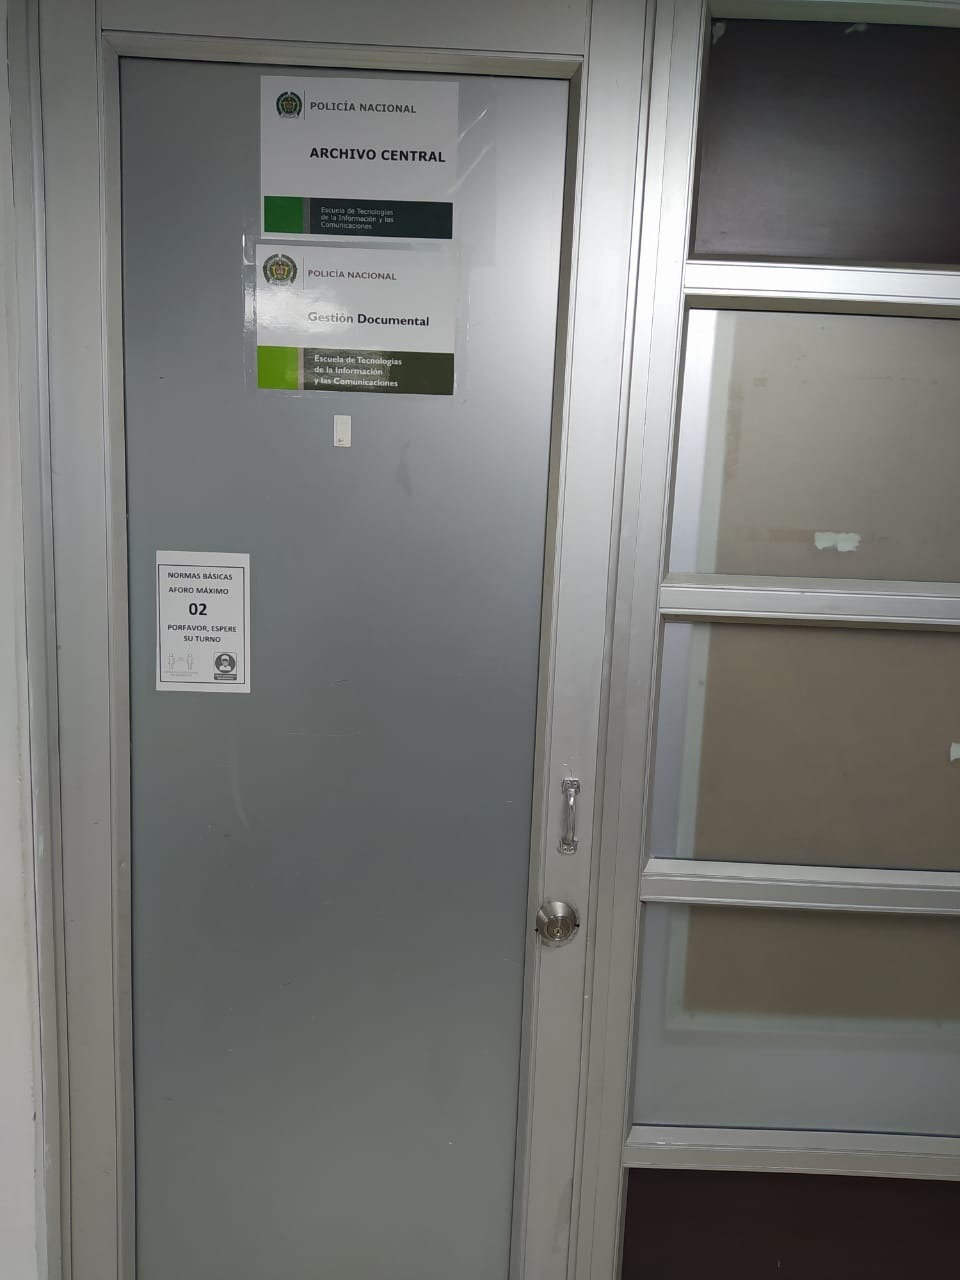 POLICÍA NACIONAL
ARCHIVO CENTRAL
Escuela de Tecnologías
de la Información y las
Comunicaciones
POLICÍA NACIONAL
Gestión Documental
Escuela de Tecnologías
de la Información
y las Comunicaciones
NORMAS BÁSICAS
AFORO MÁXIMO
02
PORFAVOR, ESPERE
SU TURNO